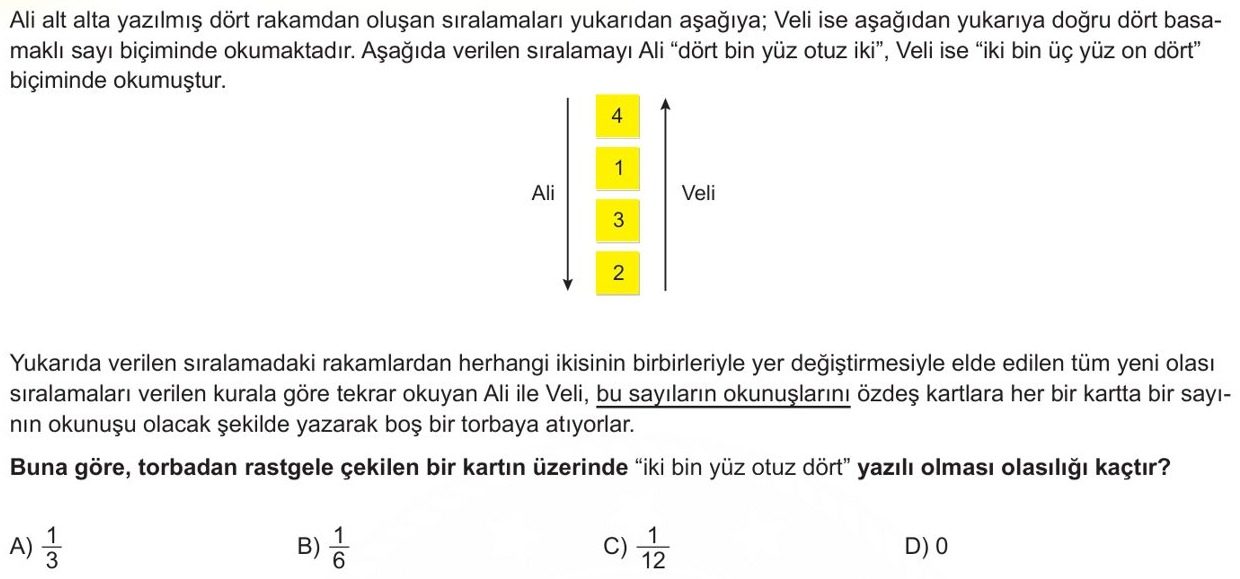 Ali alt alta yazılmış dört rakamdan oluşan sıralamaları yukarıdan aşağıya; Veli ise aşağıdan yukarıya doğru dört basa-
maklı sayı biçiminde okumaktadır. Aşağıda verilen sıralamayı Ali “dört bin yüz otuz iki”, Veli ise “iki bin üç yüz on dört”
biçiminde okumuştur.
4
1
Ali
Veli
3
2
Yukarıda verilen sıralamadaki rakamlardan herhangi ikisinin birbirleriyle yer değiştirmesiyle elde edilen tüm yeni olası
sıralamaları verilen kurala göre tekrar okuyan Ali ile Veli, bu sayıların okunuşlarını özdeş kartlara her bir kartta bir sayı-
nın okunuşu olacak şekilde yazarak boş bir torbaya atıyorlar.
Buna göre, torbadan rastgele çekilen bir kartın üzerinde “iki bin yüz otuz dört” yazılı olması olasılığı kaçtır?
A) 1/3 B) 1/6 C) 1/12 D) 0